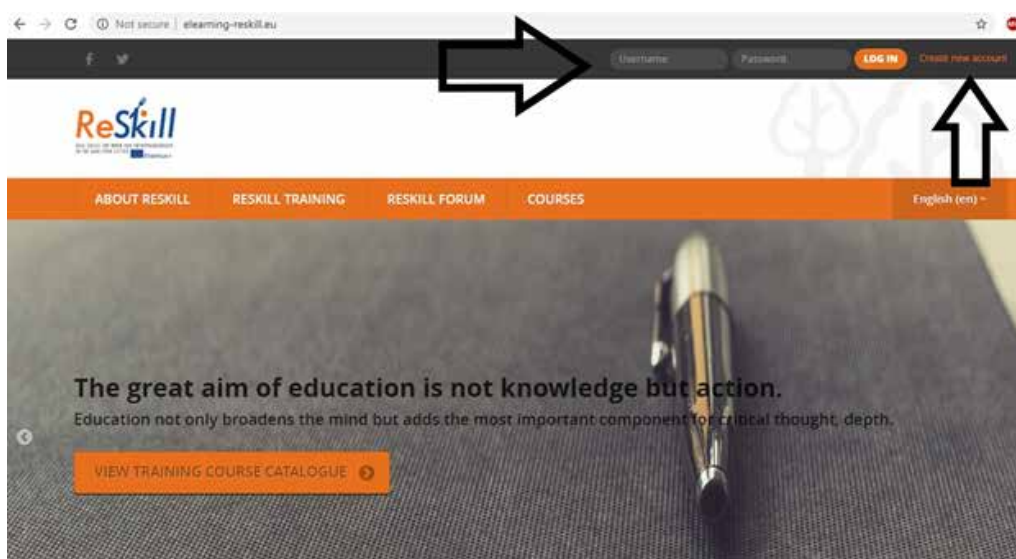 Not secure | elearning-reskill.eu
Username Password LOG IN Create new account
ReSkill
Erasmus+
ABOUT RESKILL RESKILL TRAINING RESKILL FORUM COURSES English (en)
The great aim of education is not knowledge but action.
Education not only broadens the mind but adds the most important component for critical thought, depth.
VIEW TRAINING COURSE CATALOGUE